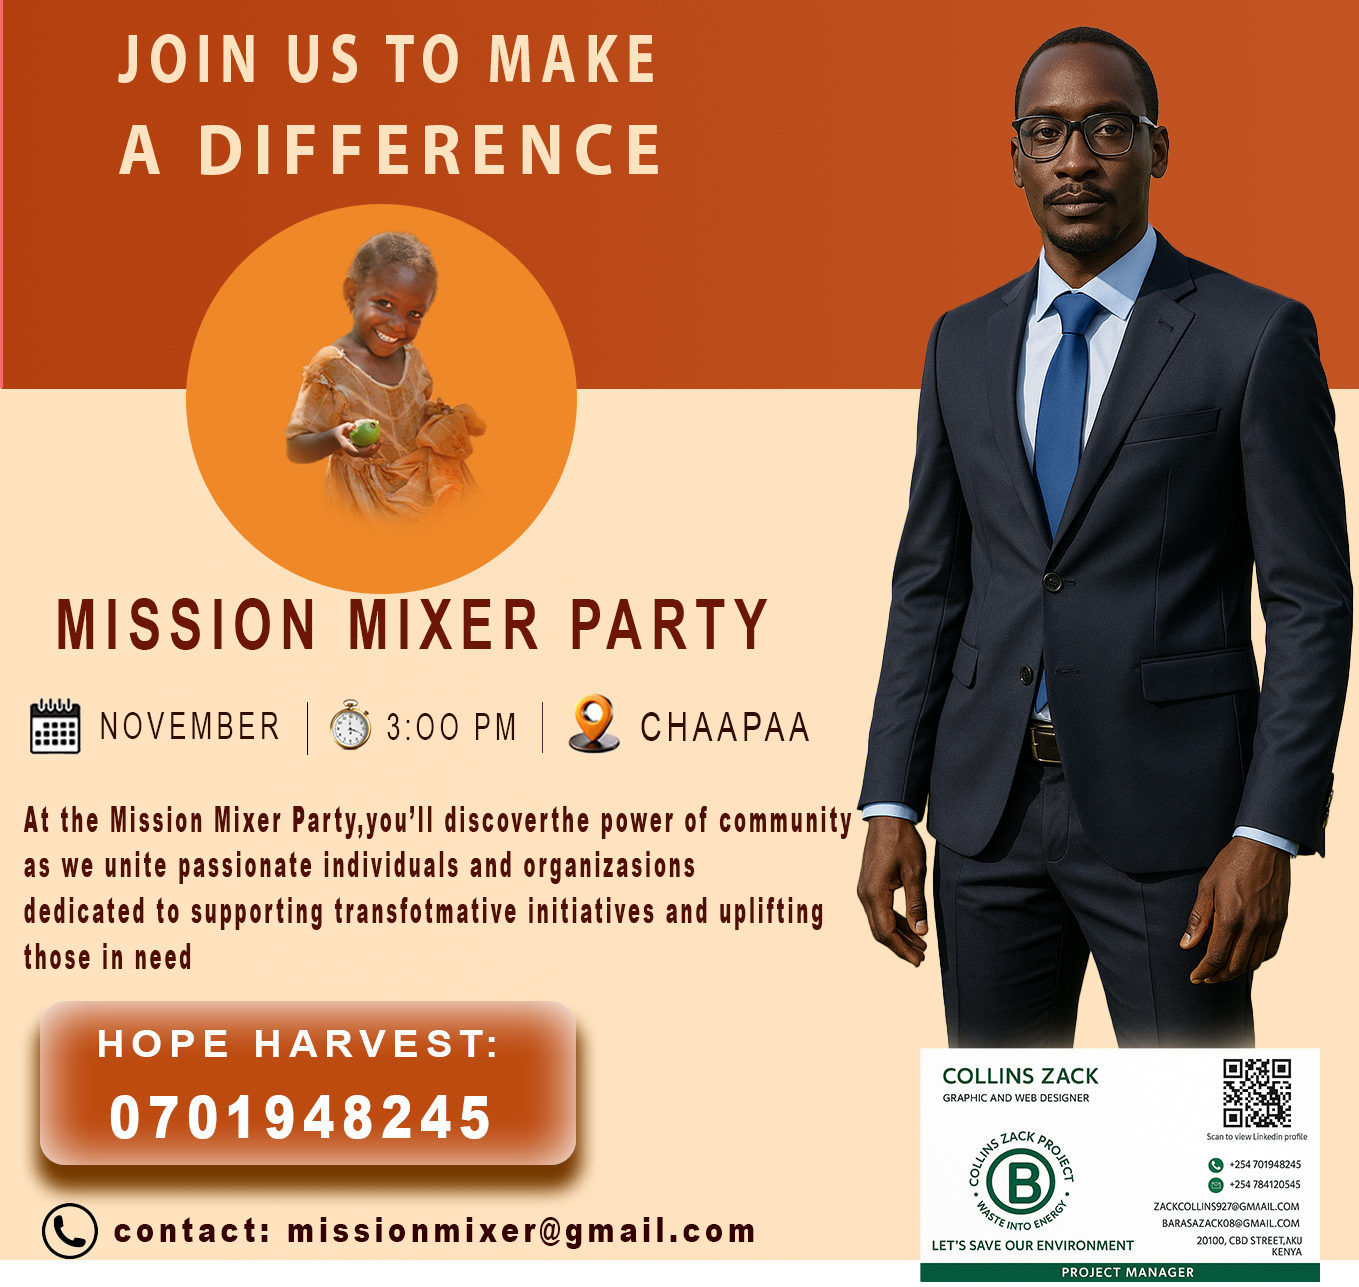 JOIN US TO MAKE
A DIFFERENCE
MISSION MIXER PARTY
NOVEMBER
3:OO PM
CHAAPAA
At the Mission Mixer Party,you'll discoverthe power of community
as we unite passionate individuals and organizasions
dedicated to supporting transfotmative initiatives and uplifting
those in need
HOPE HARVEST:
0701948245
contact: missionmixer@gmail.com
COLLINS ZACK
GRAPHIC AND WEB DESIGNER
Scan to view Linkedin profile
COLLINS ZACK PROJECT
B
WASTE INTO ENERGY
LET'S SAVE OUR ENVIRONMENT
+254 701948245
+254 784120545
ZACKCOLLINS927@GMAIL.COM
BARASAZACK08@GMAIL.COM
20100, CBD STREET,AKU
KENYA
PROJECT MANAGER